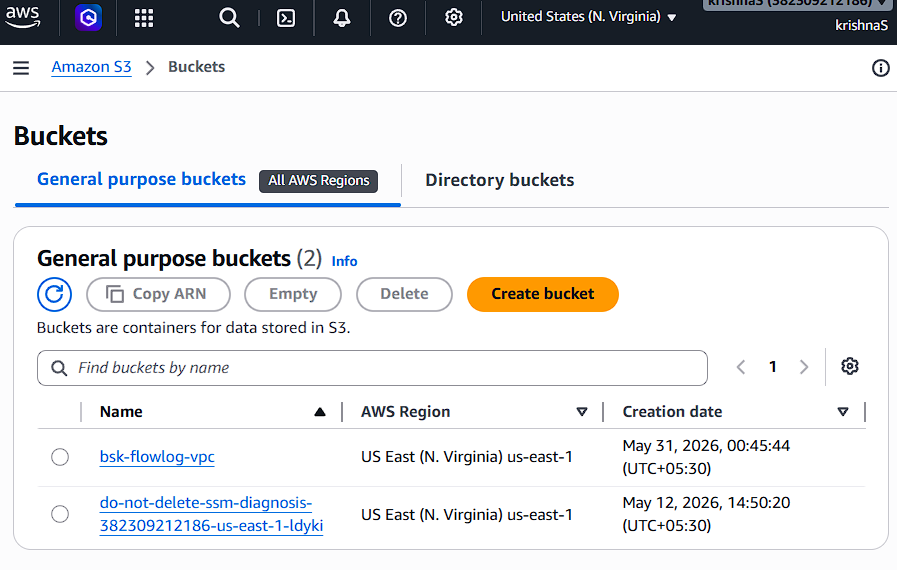 aws
United States (N. Virginia) ▼
krishnaS (382309212186) ▼
krishnaS
Amazon S3 > Buckets
Buckets
General purpose buckets All AWS Regions
Directory buckets
General purpose buckets (2) Info
Copy ARN Empty Delete Create bucket
Buckets are containers for data stored in S3.
Find buckets by name
1
Name AWS Region Creation date
bsk-flowlog-vpc US East (N. Virginia) us-east-1 May 31, 2026, 00:45:44
(UTC+05:30)
do-not-delete-ssm-diagnosis- US East (N. Virginia) us-east-1 May 12, 2026, 14:50:20
382309212186-us-east-1-ldyki (UTC+05:30)